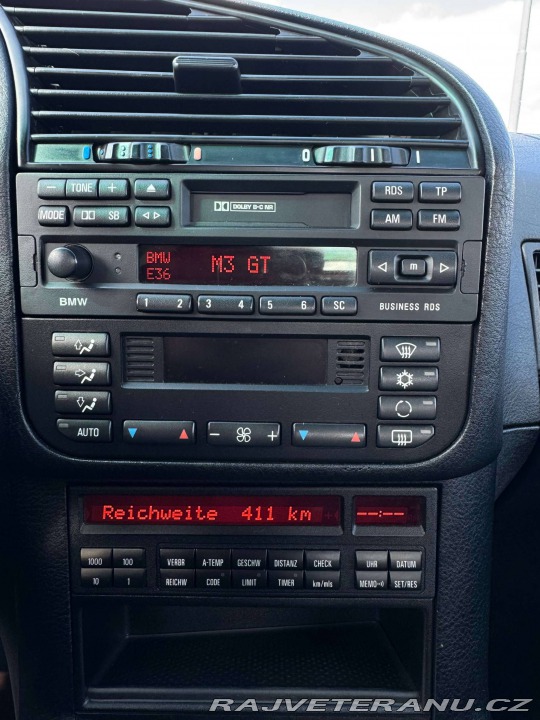 0 I
− TONE +
RDS TP
MODE DD SB
DD DOLBY B-C NR
AM FM
BMW
E36
M3 GT
m
BMW
1 2 3 4 5 6 SC
BUSINESS RDS
AUTO
− +
Reichweite 411 km
--:--
1000 100
VERBR A-TEMP GESCHW DISTANZ CHECK
UHR DATUM
10 1
REICHW CODE LIMIT TIMER km/mls
MEMO SET/RES
RAJVETERANU.CZ